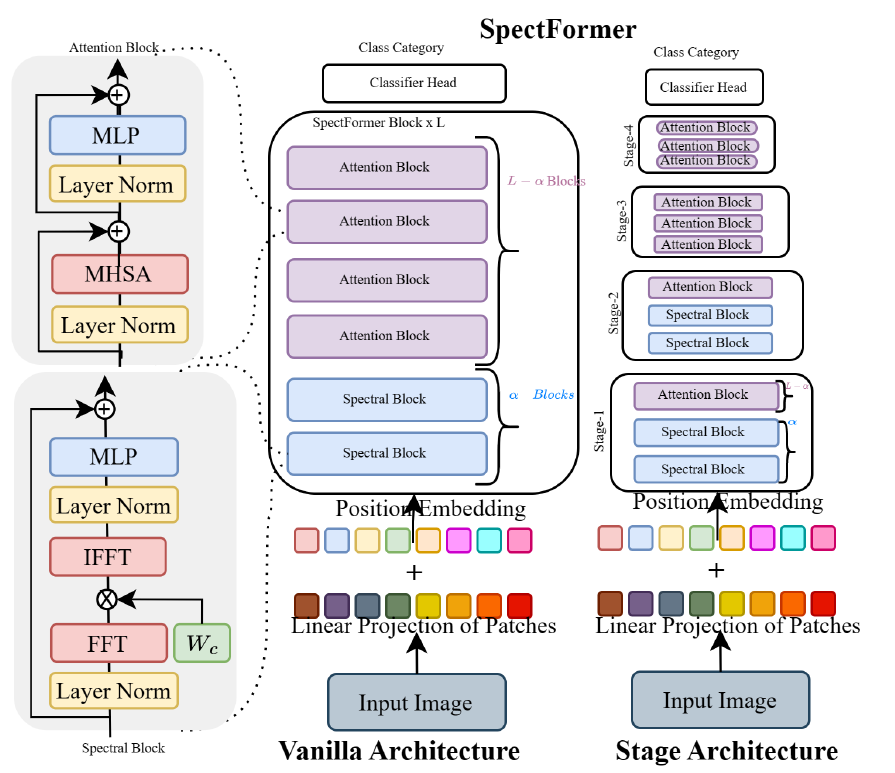 SpectFormer
Attention Block
+
MLP
Layer Norm
+
MHSA
Layer Norm
+
MLP
Layer Norm
IFFT
FFT
W_c
Layer Norm
Spectral Block
Class Category
Classifier Head
SpectFormer Block x L
Attention Block
Attention Block
Attention Block
Attention Block
L − α Blocks
Spectral Block
Spectral Block
α Blocks
Position Embedding
+
Linear Projection of Patches
Input Image
Vanilla Architecture
Class Category
Classifier Head
Stage-4
Attention Block
Attention Block
Attention Block
Stage-3
Attention Block
Attention Block
Attention Block
Stage-2
Attention Block
Spectral Block
Spectral Block
Stage-1
Attention Block
L − α
Spectral Block
α
Spectral Block
Position Embedding
+
Linear Projection of Patches
Input Image
Stage Architecture